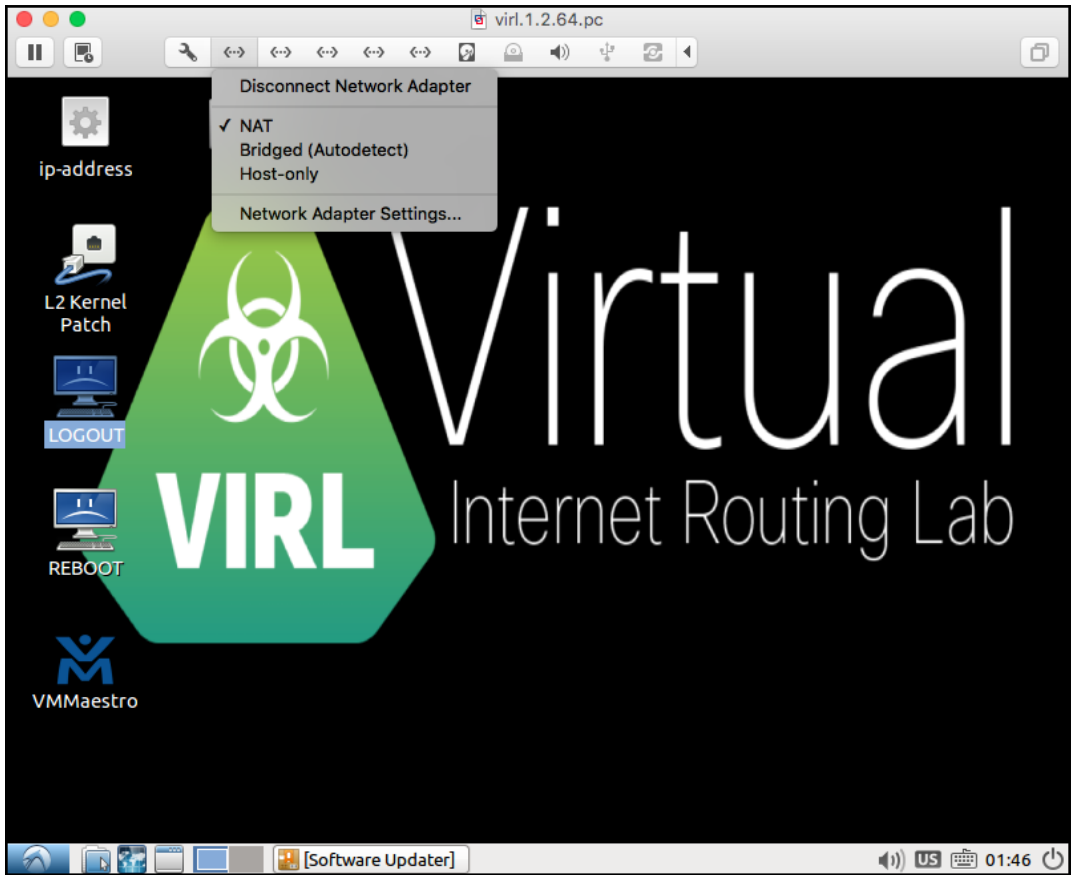 virl.1.2.64.pc
Disconnect Network Adapter
✓ NAT
Bridged (Autodetect)
Host-only
Network Adapter Settings...
ip-address
L2 Kernel
Patch
LOGOUT
REBOOT
VMMaestro
VIRL
Virtual
Internet Routing Lab
[Software Updater]
US
01:46